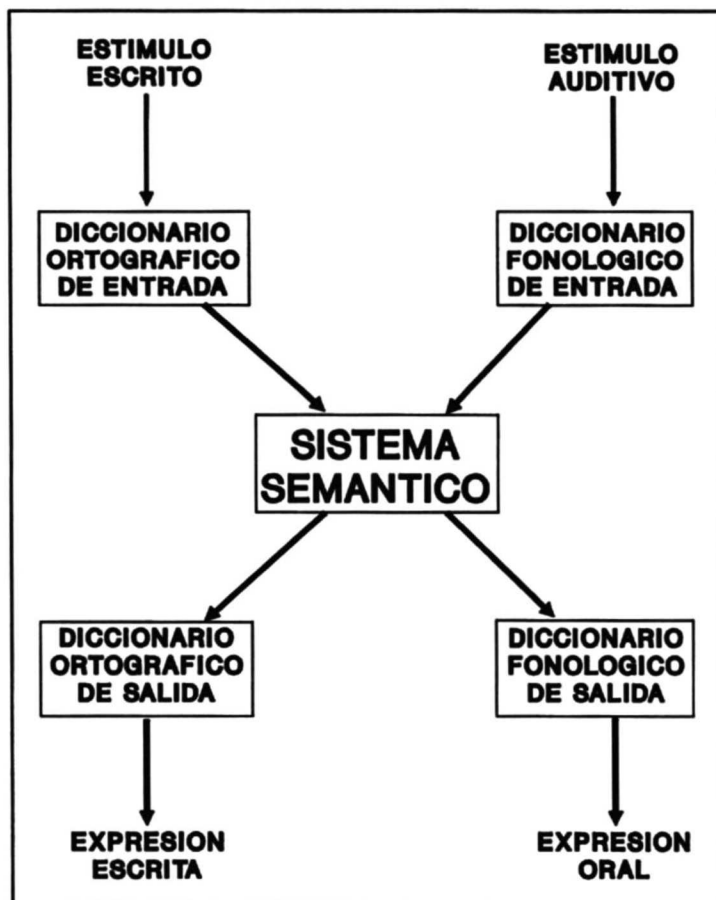 ESTIMULO
ESCRITO
ESTIMULO
AUDITIVO
DICCIONARIO
ORTOGRAFICO
DE ENTRADA
DICCIONARIO
FONOLOGICO
DE ENTRADA
SISTEMA
SEMANTICO
DICCIONARIO
ORTOGRAFICO
DE SALIDA
DICCIONARIO
FONOLOGICO
DE SALIDA
EXPRESION
ESCRITA
EXPRESION
ORAL